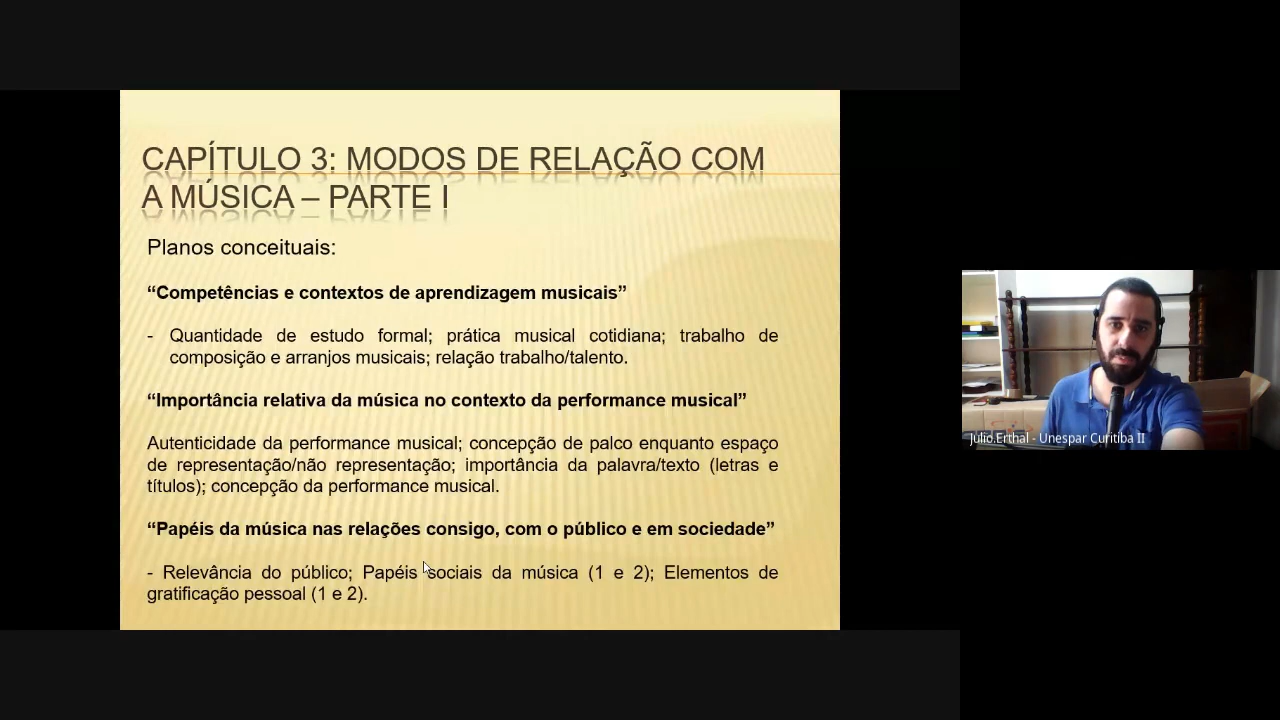 CAPÍTULO 3: MODOS DE RELAÇÃO COM
A MÚSICA – PARTE I
Planos conceituais:
“Competências e contextos de aprendizagem musicais”
- Quantidade de estudo formal; prática musical cotidiana; trabalho de
composição e arranjos musicais; relação trabalho/talento.
“Importância relativa da música no contexto da performance musical”
Autenticidade da performance musical; concepção de palco enquanto espaço
de representação/não representação; importância da palavra/texto (letras e
títulos); concepção da performance musical.
“Papéis da música nas relações consigo, com o público e em sociedade”
- Relevância do público; Papéis sociais da música (1 e 2); Elementos de
gratificação pessoal (1 e 2).
Julio.Erthal - Unespar Curitiba II